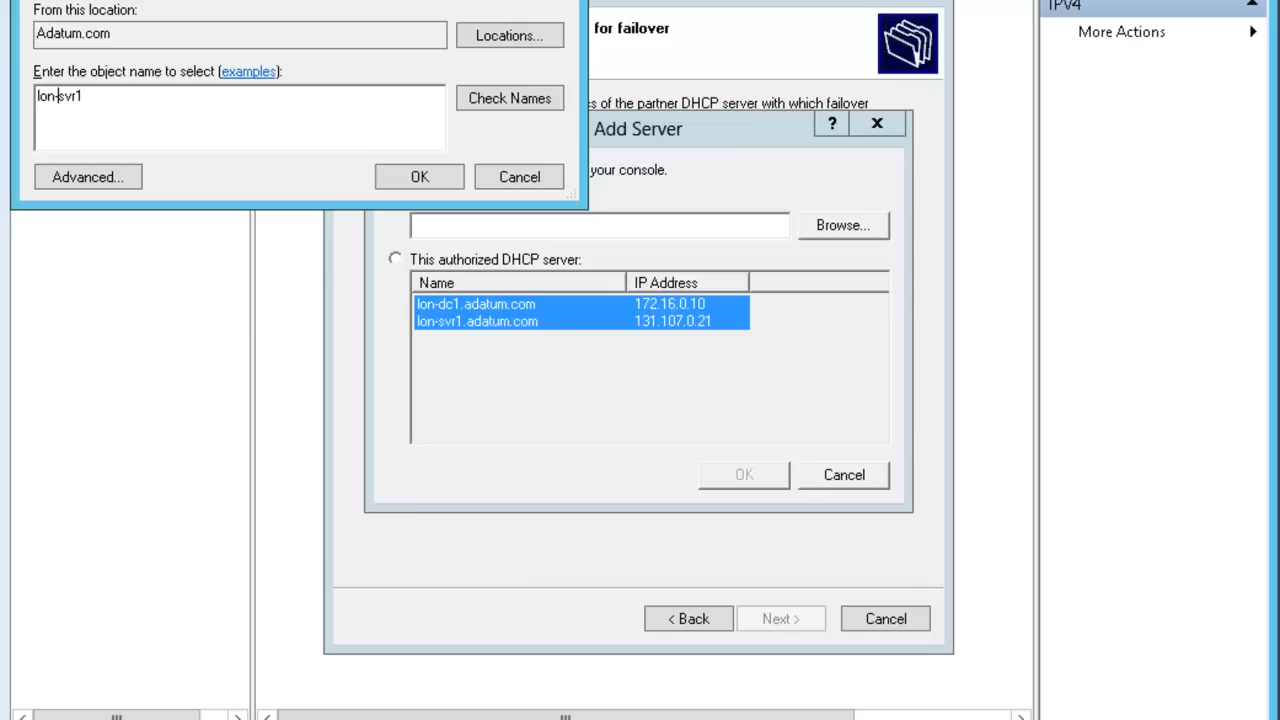 From this location:
Adatum.com
Locations...
Enter the object name to select (examples):
lon-svr1
Check Names
Advanced...
OK
Cancel
for failover
s of the partner DHCP server with which failover
Add Server
?
x
your console.
Browse...
This authorized DHCP server:
Name
IP Address
lon-dc1.adatum.com
172.16.0.10
lon-svr1.adatum.com
131.107.0.21
OK
Cancel
< Back
Next >
Cancel
IPv4
More Actions